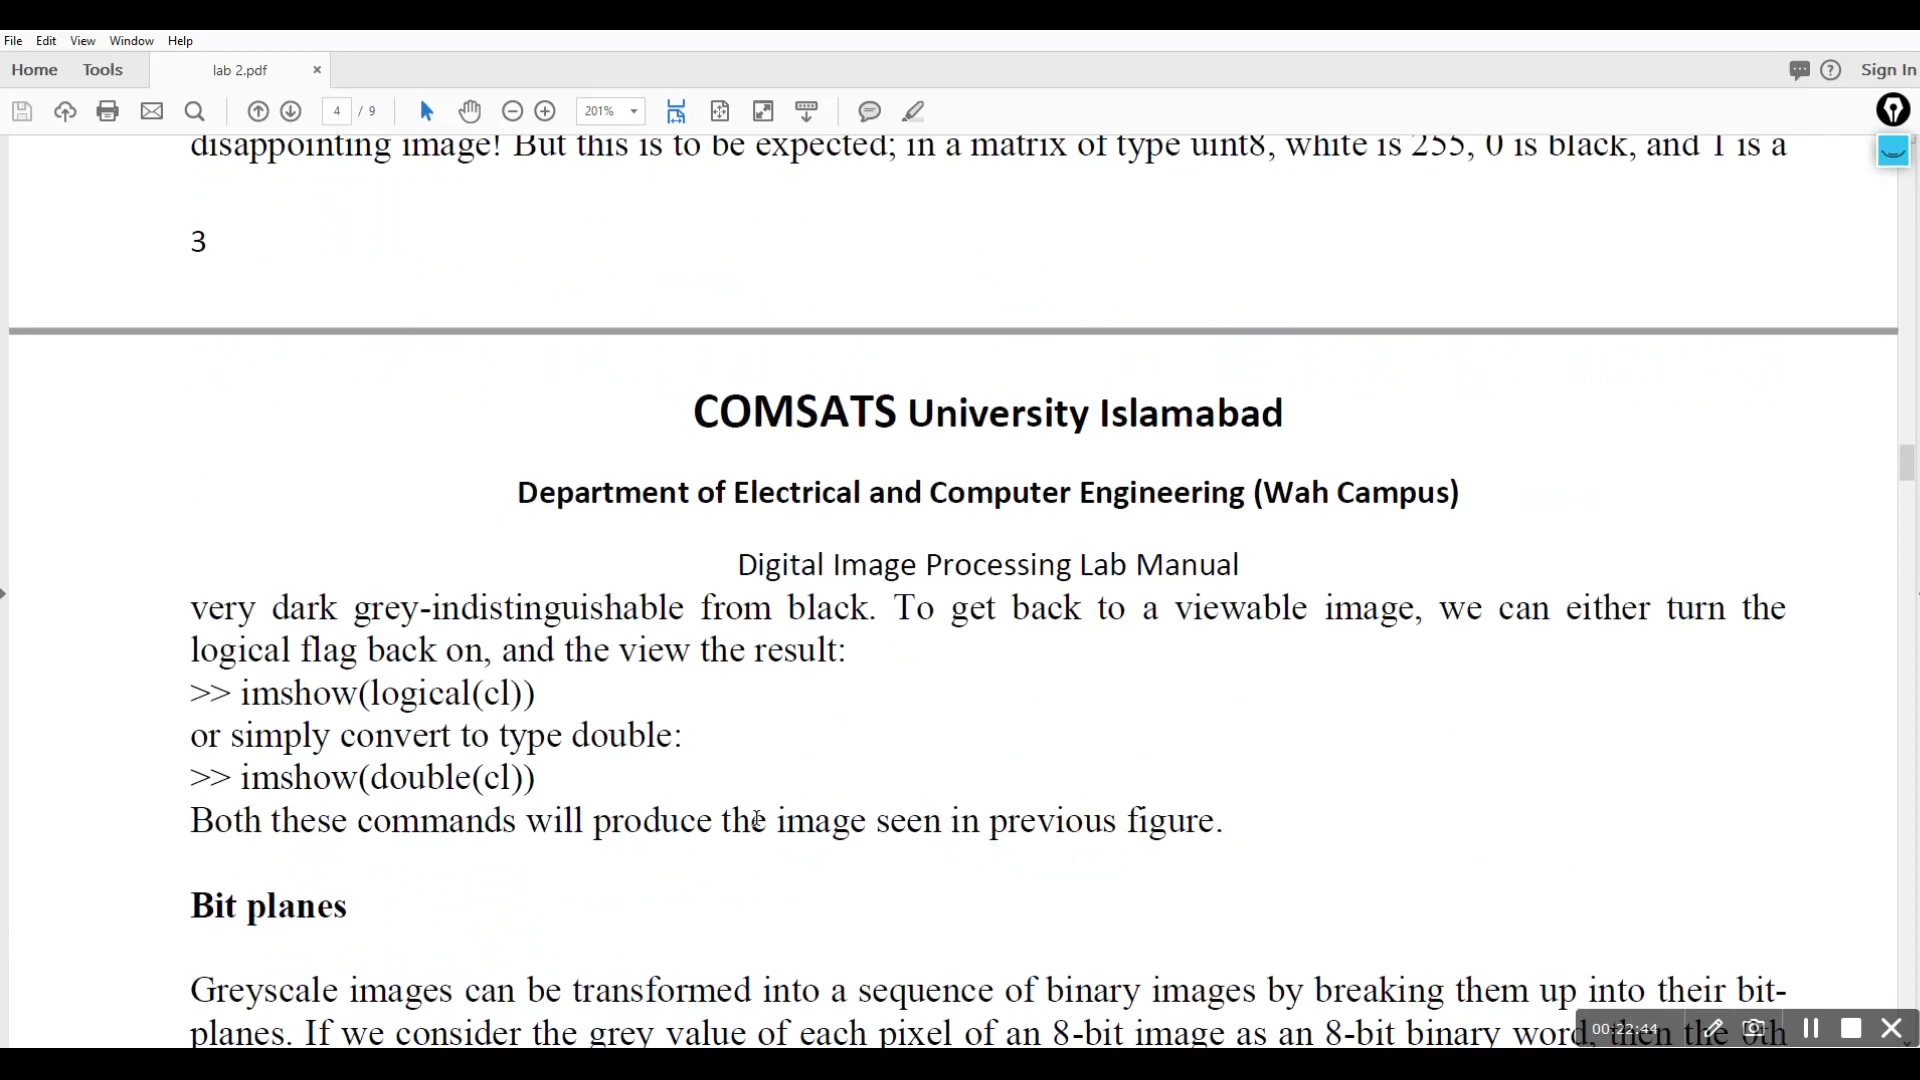 File Edit View Window Help
Home Tools lab 2.pdf × Sign In
4 / 9 201%
disappointing image! But this is to be expected; in a matrix of type uint8, white is 255, 0 is black, and 1 is a
3
COMSATS University Islamabad
Department of Electrical and Computer Engineering (Wah Campus)
Digital Image Processing Lab Manual
very dark grey-indistinguishable from black. To get back to a viewable image, we can either turn the
logical flag back on, and the view the result:
>> imshow(logical(cl))
or simply convert to type double:
>> imshow(double(cl))
Both these commands will produce the image seen in previous figure.
Bit planes
Greyscale images can be transformed into a sequence of binary images by breaking them up into their bit-
planes. If we consider the grey value of each pixel of an 8-bit image as an 8-bit binary word, then the 0th
00:22:44